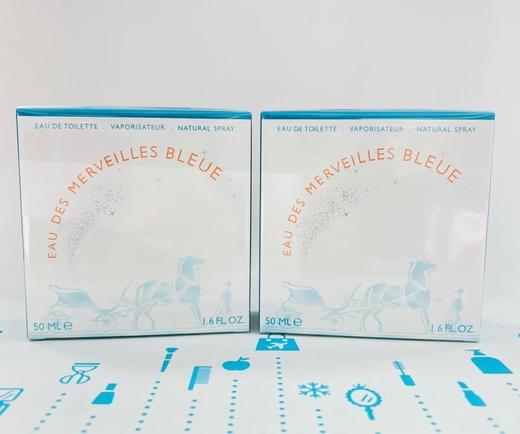 EAU DE TOILETTE . VAPORISATEUR . NATURAL SPRAY
EAU DES MERVEILLES BLEUE
50 ML e 1.6 FL.OZ.
EAU DE TOILETTE . VAPORISATEUR . NATURAL SPRAY
EAU DES MERVEILLES BLEUE
50 ML e 1.6 FL.OZ.